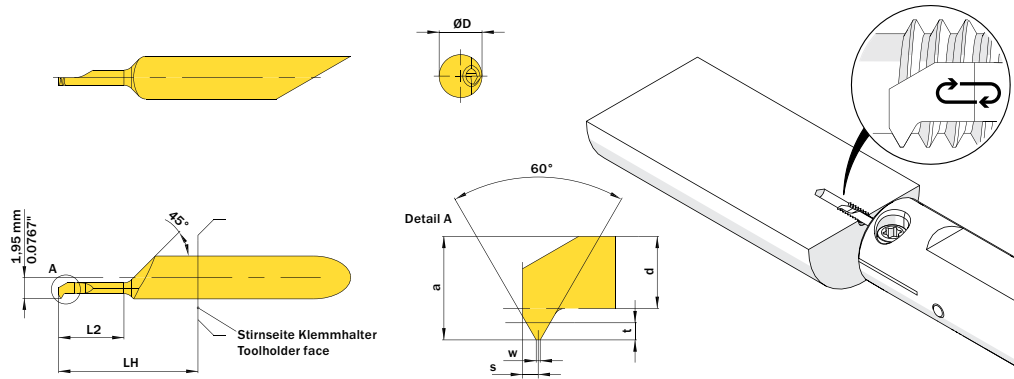 ØD
60°
Detail A
45°
1.95 mm
0.0767"
A
L2
LH
Stirnseite Klemmhalter
Toolholder face
a
d
t
w
s